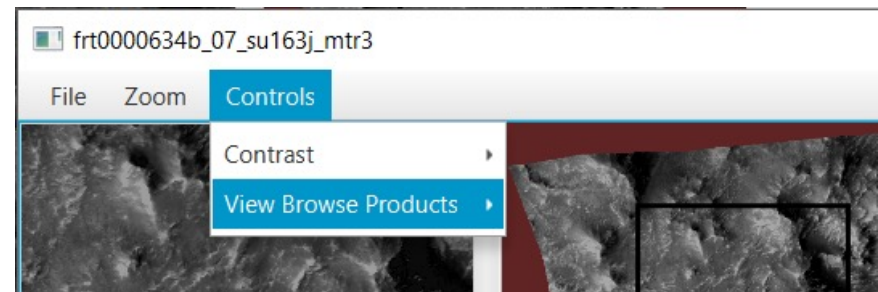 frt0000634b_07_su163j_mtr3
File Zoom Controls
Contrast
View Browse Products